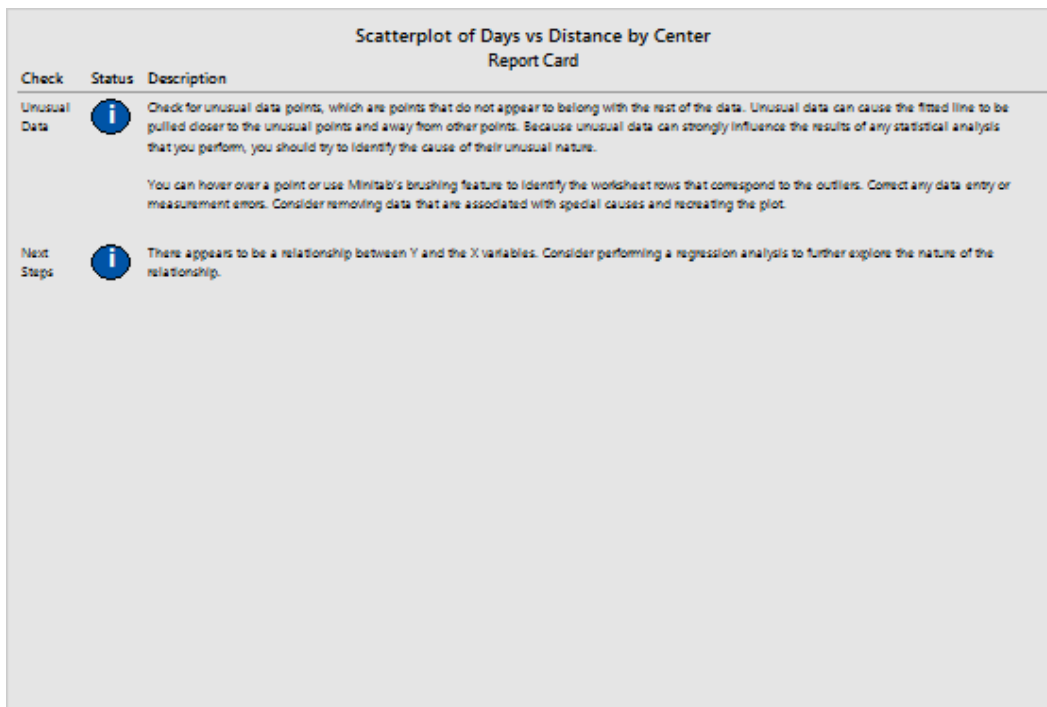 Scatterplot of Days vs Distance by Center
Report Card
Check Status Description
Unusual Data
i
Check for unusual data points, which are points that do not appear to belong with the rest of the data. Unusual data can cause the fitted line to be
pulled closer to the unusual points and away from other points. Because unusual data can strongly influence the results of any statistical analysis
that you perform, you should try to identify the cause of their unusual nature.
You can hover over a point or use Minitab's brushing feature to identify the worksheet rows that correspond to the outliers. Correct any data entry or
measurement errors. Consider removing data that are associated with special causes and recreating the plot.
Next Steps
i
There appears to be a relationship between Y and the X variables. Consider performing a regression analysis to further explore the nature of the
relationship.